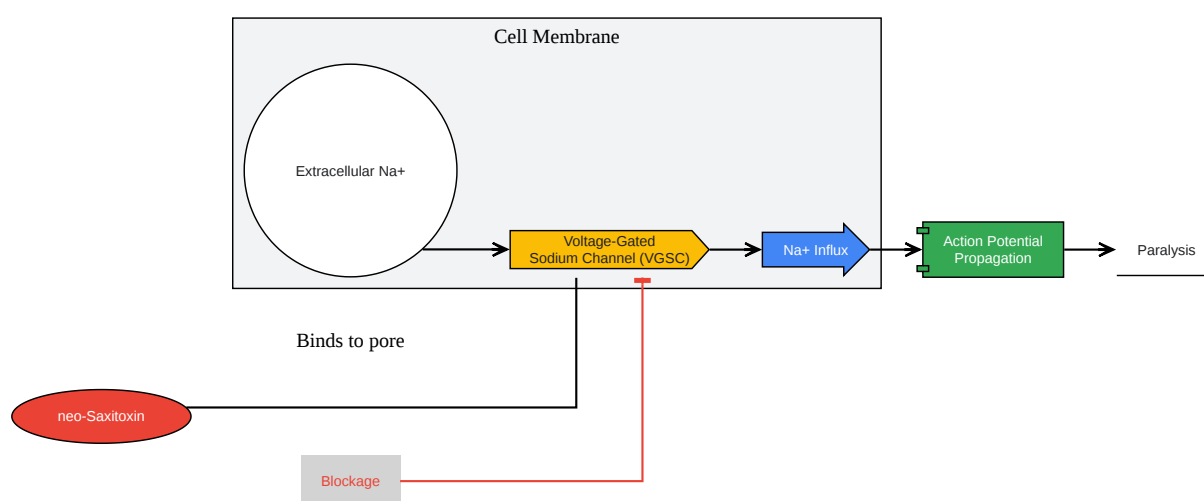 Cell Membrane
Extracellular Na+
Voltage-Gated
Sodium Channel (VGSC)
Na+ Influx
Action Potential
Propagation
Paralysis
Binds to pore
neo-Saxitoxin
Blockage